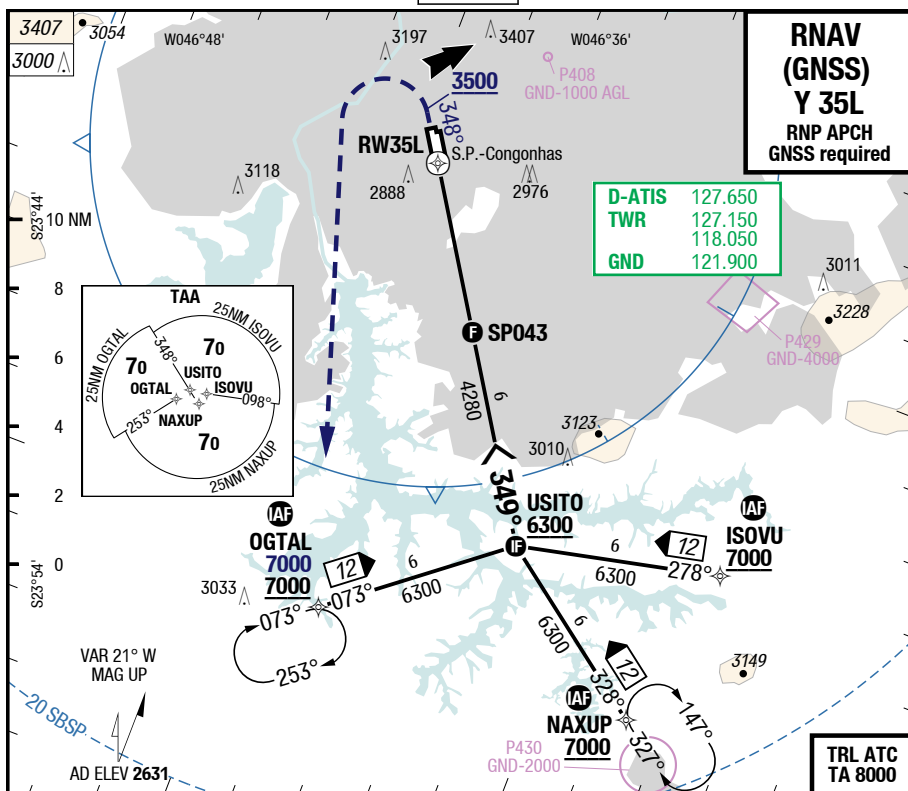 3407
3000
3054
W046°48'
3197
3407
W046°36'
P408
GND-1000 AGL
RNAV
(GNSS)
Y 35L
RNP APCH
GNSS required
3500
348°
RW35L
S.P.-Congonhas
3118
2888
2976
D-ATIS 127.650
TWR 127.150
118.050
GND 121.900
S23°44'
10 NM
8
6
4
2
0
S23°54'
3011
3228
P429
GND-4000
TAA
25NM OGTAL
25NM ISOVU
25NM NAXUP
70
70
70
348°
USITO
OGTAL
ISOVU
NAXUP
253°
098°
F SP043
6
4280
3123
3010
349°
USITO
6300
IF
IAF
OGTAL
7000
7000
12
6
6300
073°
073°
253°
3033
IAF
ISOVU
7000
12
6
6300
278°
6
6300
12
328°
IAF
NAXUP
7000
147°
327°
3149
P430
GND-2000
VAR 21° W
MAG UP
20 SBSP
AD ELEV 2631
TRL ATC
TA 8000